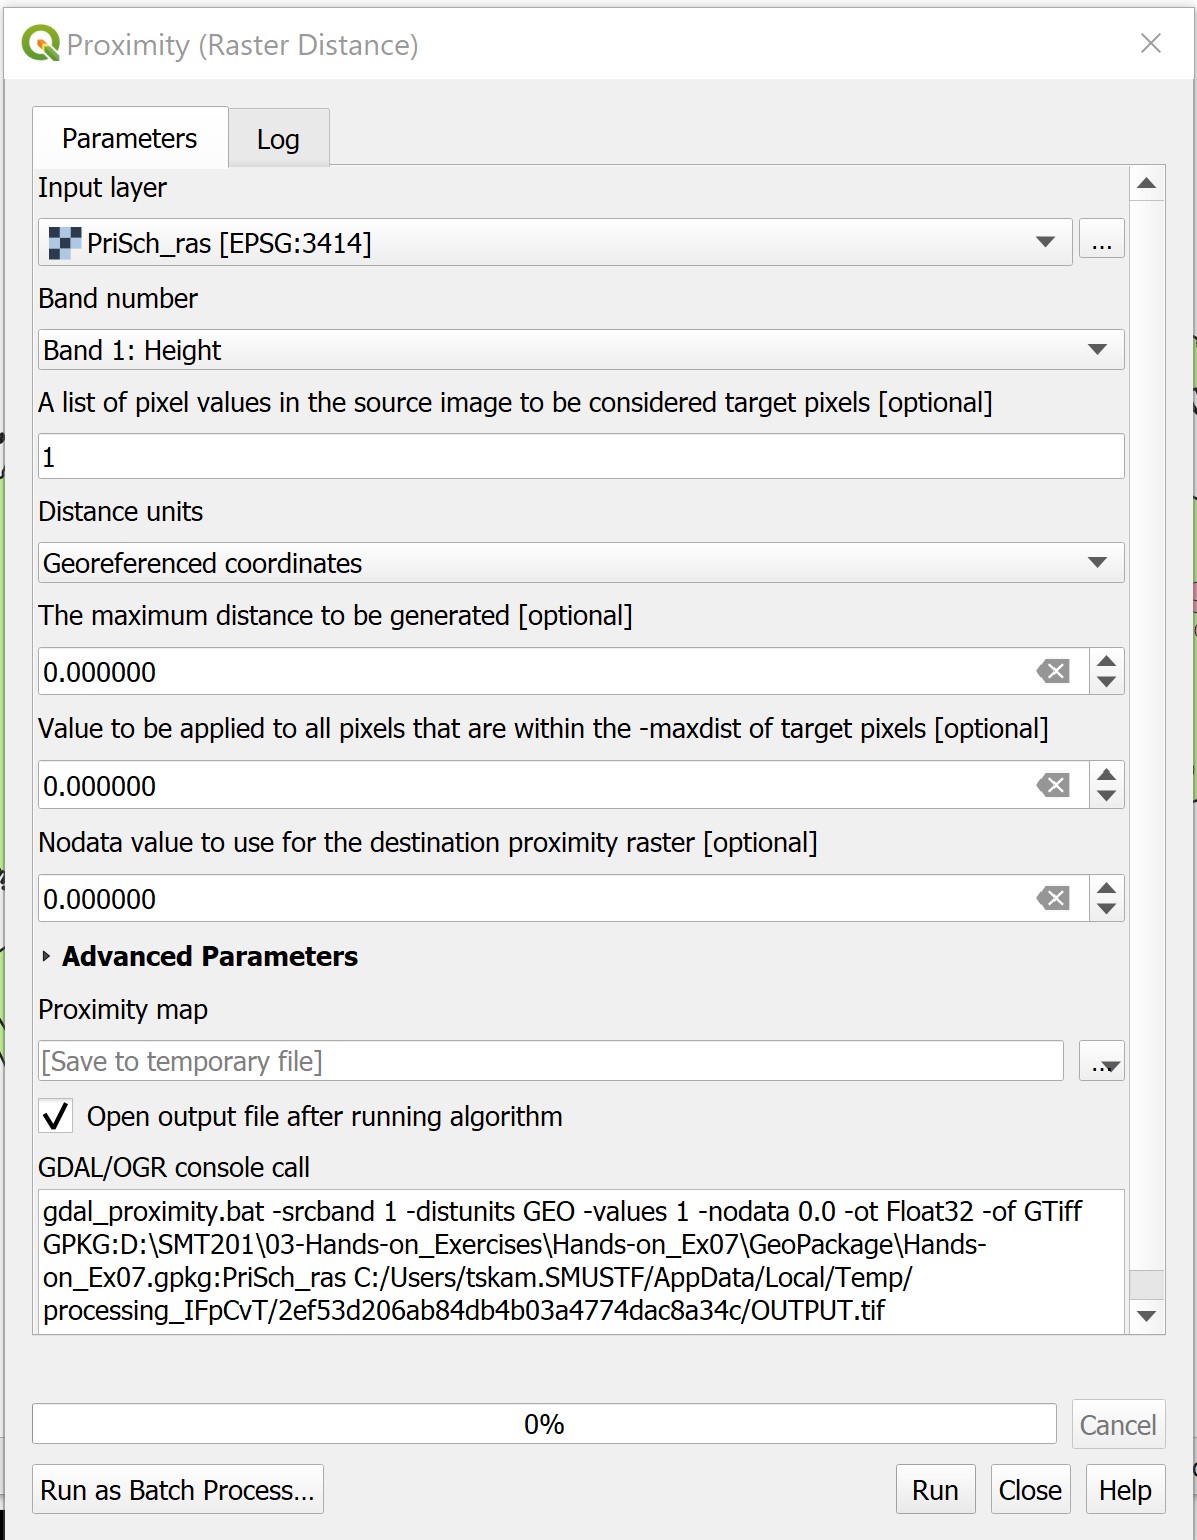 Proximity (Raster Distance)
Parameters
Log
Input layer
PriSch_ras [EPSG:3414]
...
Band number
Band 1: Height
A list of pixel values in the source image to be considered target pixels [optional]
1
Distance units
Georeferenced coordinates
The maximum distance to be generated [optional]
0.000000
Value to be applied to all pixels that are within the -maxdist of target pixels [optional]
0.000000
Nodata value to use for the destination proximity raster [optional]
0.000000
Advanced Parameters
Proximity map
[Save to temporary file]
...
Open output file after running algorithm
GDAL/OGR console call
gdal_proximity.bat -srcband 1 -distunits GEO -values 1 -nodata 0.0 -ot Float32 -of GTiff
GPKG:D:\SMT201\03-Hands-on_Exercises\Hands-on_Ex07\GeoPackage\Hands-
on_Ex07.gpkg:PriSch_ras C:/Users/tskam.SMUSTF/AppData/Local/Temp/
processing_IFpCvT/2ef53d206ab84db4b03a4774dac8a34c/OUTPUT.tif
0%
Cancel
Run as Batch Process...
Run
Close
Help